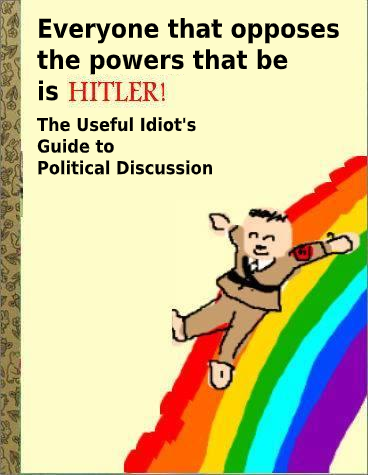 Everyone that opposes
the powers that be
is HITLER!
The Useful Idiot's
Guide to
Political Discussion